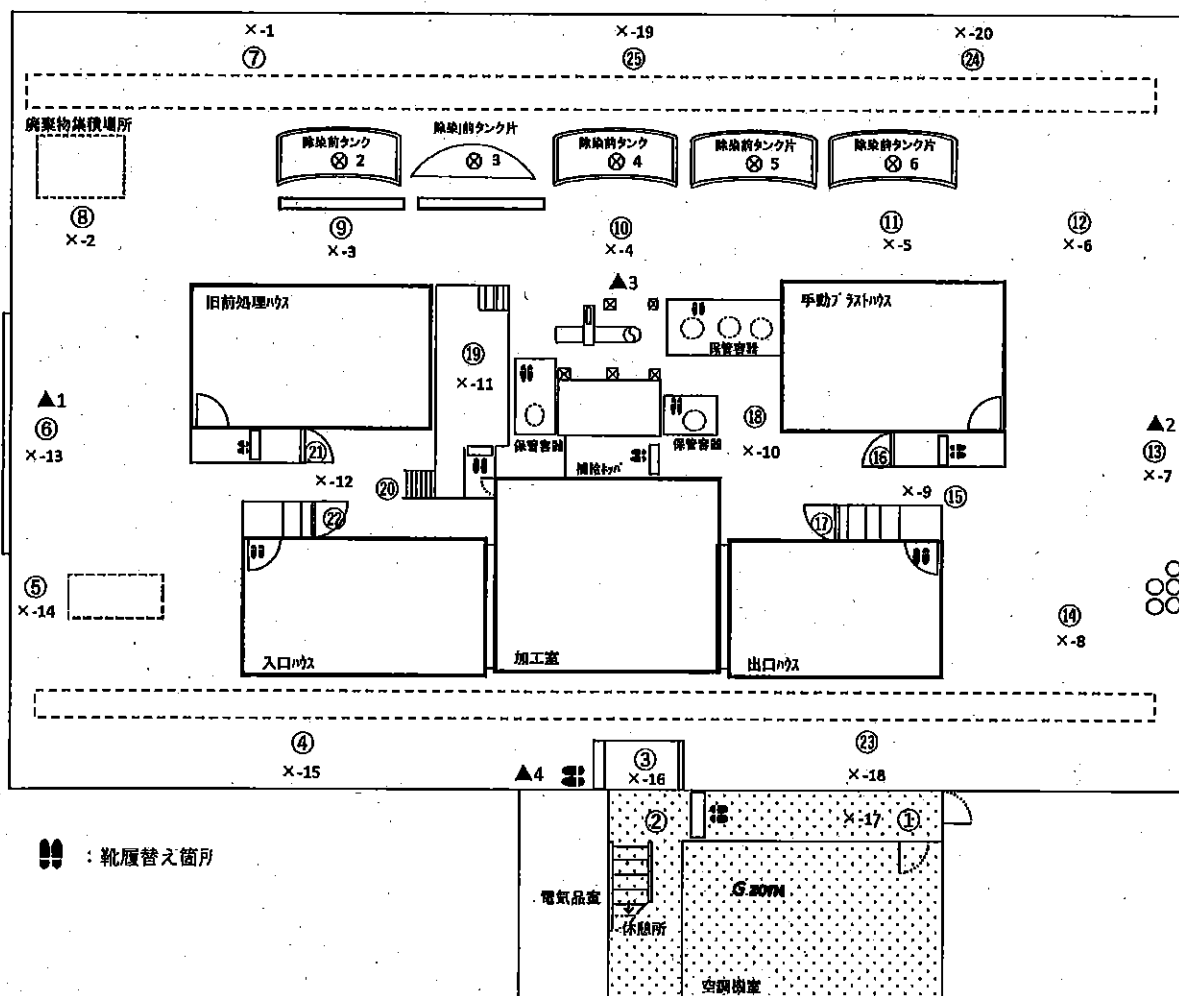 ×-1
×-19
×-20
⑦
㉕
㉔
廃棄物集積場所
除染前タンク
⊗ 2
除染前タンク片
⊗ 3
除染前タンク
⊗ 4
除染前タンク片
⊗ 5
除染前タンク片
⊗ 6
⑧
×-2
⑨
×-3
⑩
×-4
⑪
×-5
⑫
×-6
▲3
旧前処理ハウス
手動ブラストハウス
保管容器
⑲
×-11
▲1
⑥
×-13
⑱
×-10
▲2
⑬
×-7
保管容器
保管容器
㉑
⑯
×-12
⑳
×-9
⑮
㉒
⑰
⑤
×-14
⑭
×-8
入口ハウス
加工室
出口ハウス
④
×-15
▲4
③
×-16
㉓
×-18
②
×-17
①
：靴履替え箇所
電気品室
休憩所
G zone
空調機室